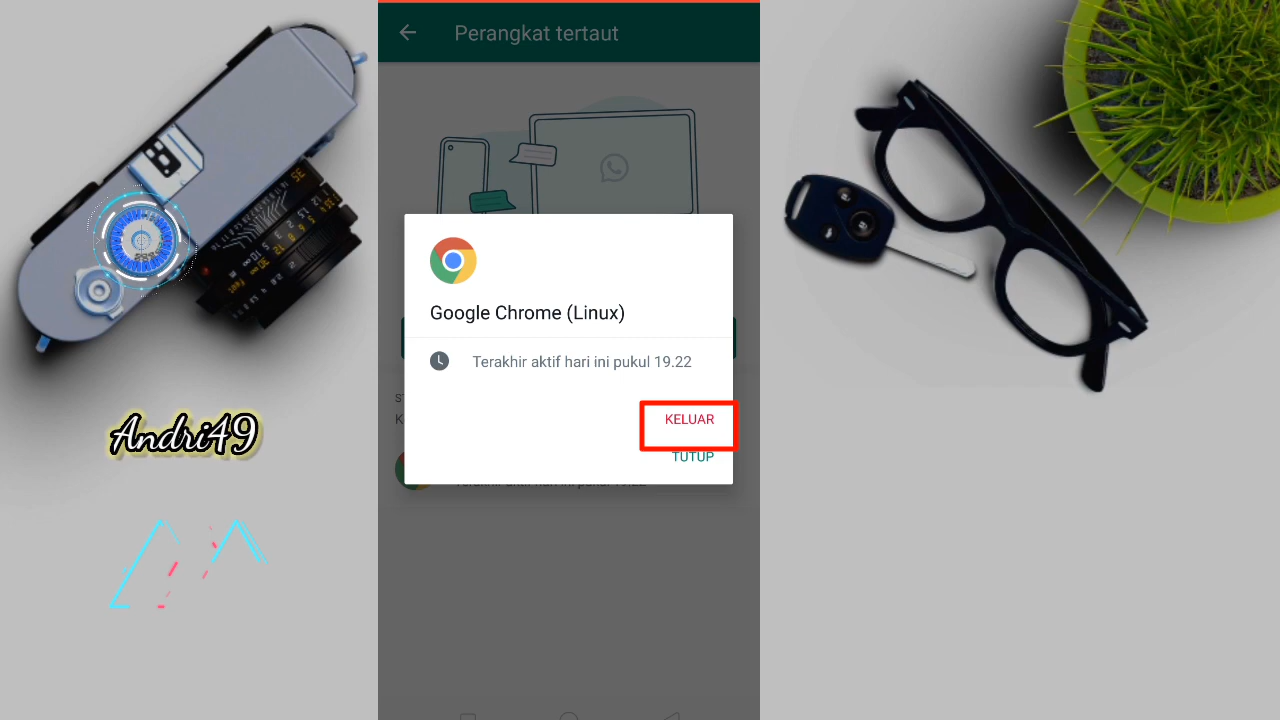 Perangkat tertaut
Google Chrome (Linux)
Terakhir aktif hari ini pukul 19.22
KELUAR
TUTUP
Andri49